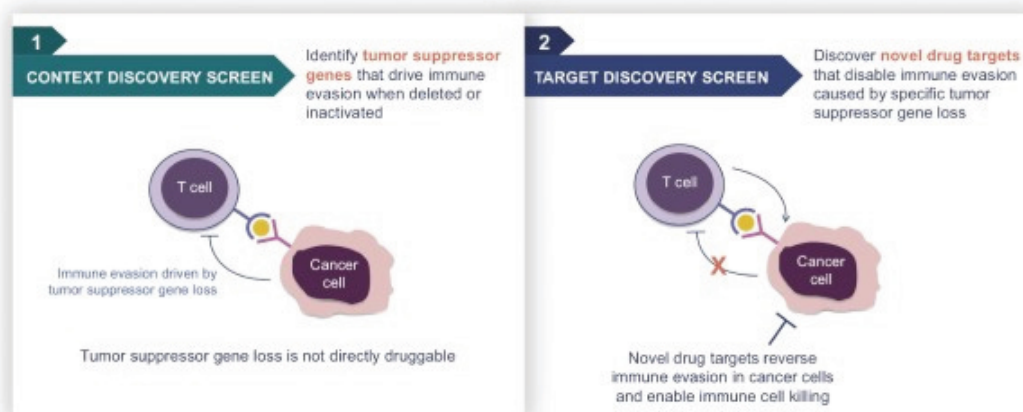 1
CONTEXT DISCOVERY SCREEN
Identify tumor suppressor
genes that drive immune
evasion when deleted or
inactivated
T cell
Cancer
cell
Immune evasion driven by
tumor suppressor gene loss
Tumor suppressor gene loss is not directly druggable
2
TARGET DISCOVERY SCREEN
Discover novel drug targets
that disable immune evasion
caused by specific tumor
suppressor gene loss
T cell
X
Cancer
cell
Novel drug targets reverse
immune evasion in cancer cells
and enable immune cell killing